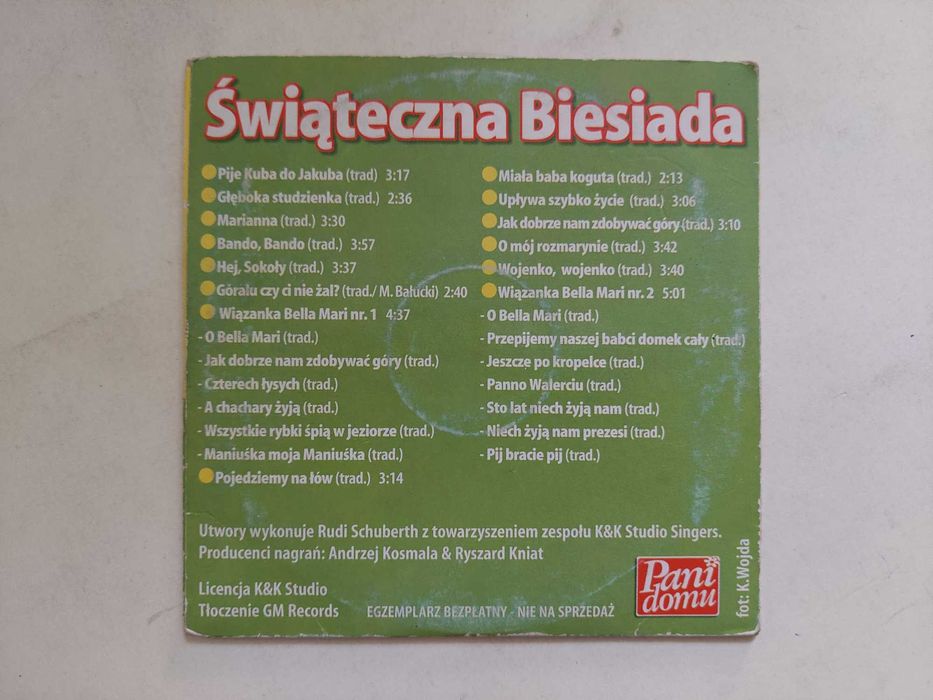 Świąteczna Biesiada
Pije Kuba do Jakuba (trad) 3:17
Głęboka studzienka (trad.) 2:36
Marianna (trad.) 3:30
Bando, Bando (trad.) 3:57
Hej, Sokoły (trad.) 3:37
Góralu czy ci nie żal? (trad./ M. Bałucki) 2:40
Wiązanka Bella Mari nr. 1 4:37
- O Bella Mari (trad.)
- Jak dobrze nam zdobywać góry (trad.)
- Czterech łysych (trad.)
- A chachary żyją (trad.)
- Wszystkie rybki śpią w jeziorze (trad.)
- Maniuśka moja Maniuśka (trad.)
Pojedziemy na łów (trad.) 3:14
Miała baba koguta (trad.) 2:13
Upływa szybko życie (trad.) 3:06
Jak dobrze nam zdobywać góry (trad.) 3:10
O mój rozmarynie (trad.) 3:42
Wojenko, wojenko (trad.) 3:40
Wiązanka Bella Mari nr. 2 5:01
- O Bella Mari (trad.)
- Przepijemy naszej babci domek cały (trad.)
- Jeszcze po kropelce (trad.)
- Panno Walerciu (trad.)
- Sto lat niech żyją nam (trad.)
- Niech żyją nam prezesi (trad.)
- Pij bracie pij (trad.)
Utwory wykonuje Rudi Schuberth z towarzyszeniem zespołu K&K Studio Singers.
Producenci nagrań: Andrzej Kosmala & Ryszard Kniat
Licencja K&K Studio
Tłoczenie GM Records
EGZEMPLARZ BEZPŁATNY - NIE NA SPRZEDAŻ
Pani
domu
fot: K.Wojda